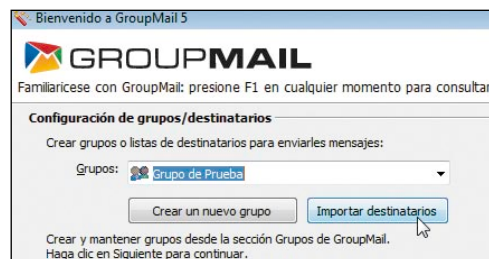 Bienvenido a GroupMail 5
GROUPMAIL
Familiaricese con GroupMail: presione F1 en cualquier momento para consultar
Configuración de grupos/destinatarios
Crear grupos o listas de destinatarios para enviarles mensajes:
Grupos: Grupo de Prueba
Crear un nuevo grupo Importar destinatarios
Crear y mantener grupos desde la sección Grupos de GroupMail.
Haga clic en Siguiente para continuar.